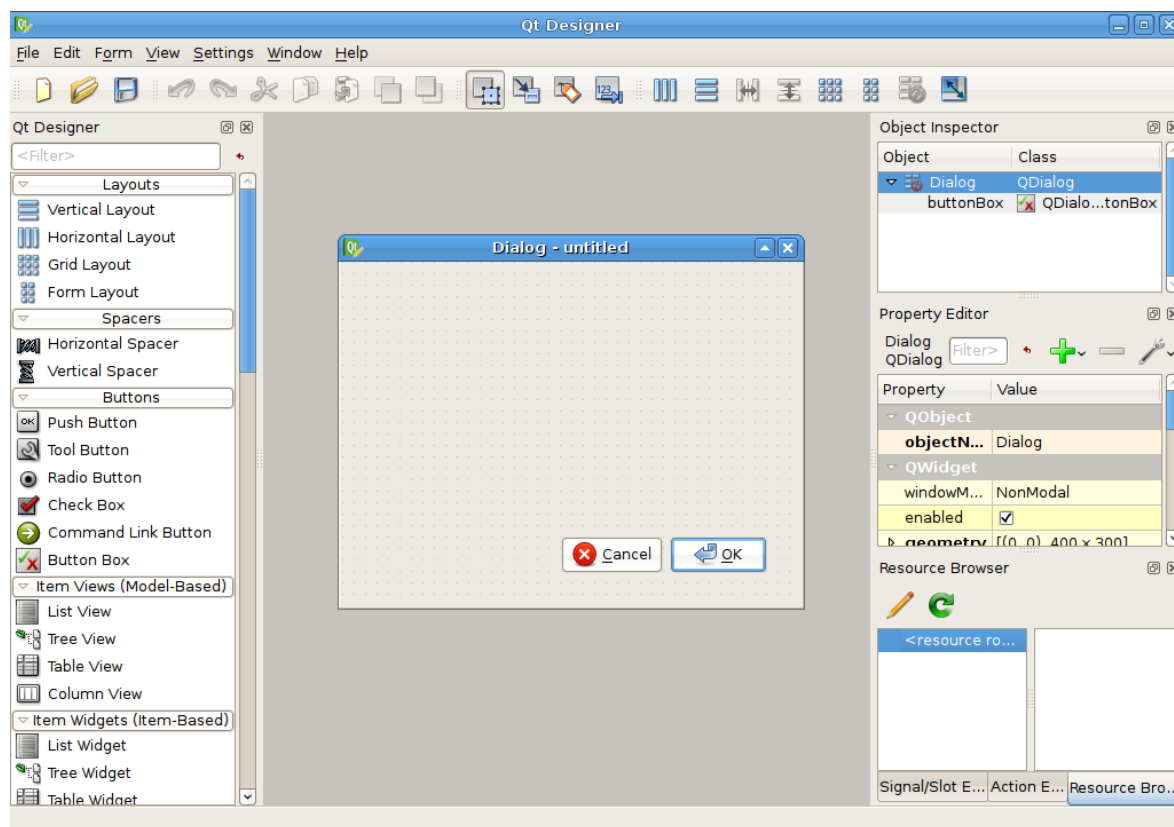 Qt Designer
File Edit Form View Settings Window Help
123
Qt Designer
<Filter>
Layouts
Vertical Layout
Horizontal Layout
Grid Layout
Form Layout
Spacers
Horizontal Spacer
Vertical Spacer
Buttons
OK Push Button
Tool Button
Radio Button
Check Box
Command Link Button
Button Box
Item Views (Model-Based)
List View
Tree View
Table View
Column View
Item Widgets (Item-Based)
List Widget
Tree Widget
Table Widget
Dialog - untitled
Cancel OK
Object Inspector
Object Class
Dialog QDialog
buttonBox QDialo...tonBox
Property Editor
Dialog
QDialog
Filter>
Property Value
QObject
objectN... Dialog
QWidget
windowM... NonModal
enabled
geometry [(0, 0), 400 x 300]
Resource Browser
<resource ro...
Signal/Slot E... Action E... Resource Bro...